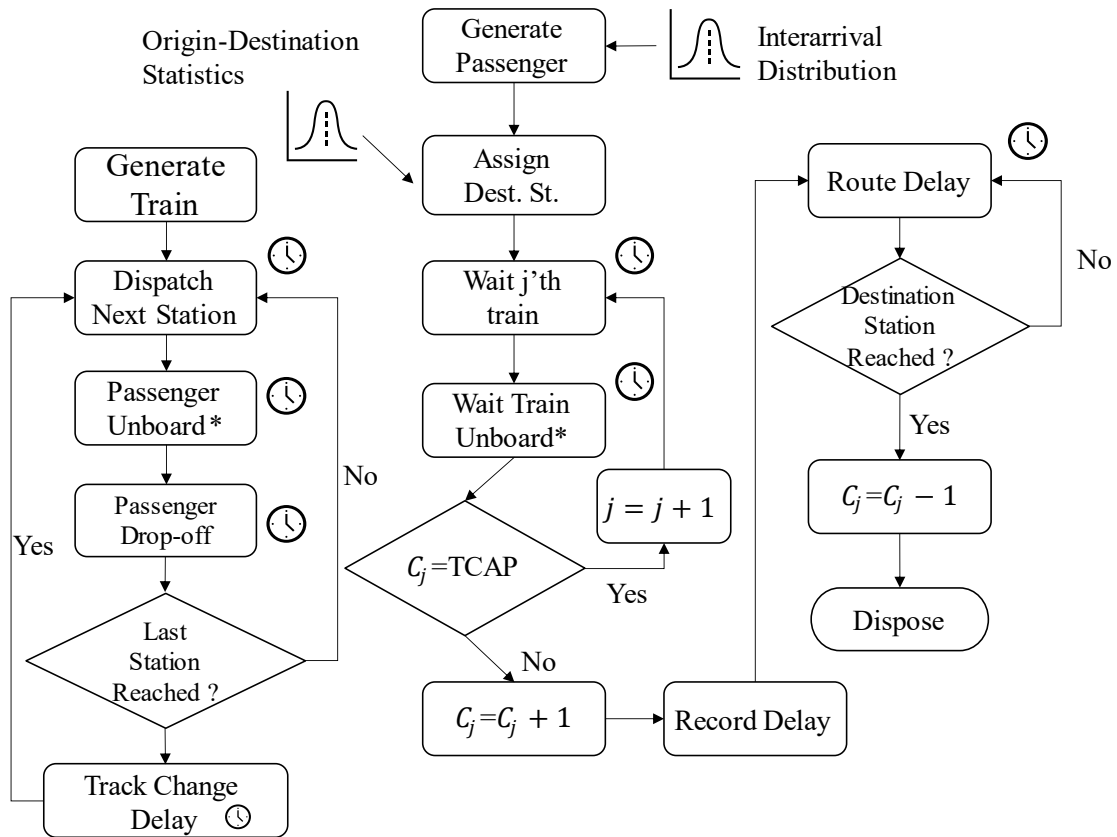 Origin-Destination
Statistics
Generate
Passenger
Interarrival
Distribution
Generate
Train
Assign
Dest. St.
Route Delay
No
Dispatch
Next Station
Wait j’th
train
Destination
Station
Reached ?
Passenger
Unboard*
Wait Train
Unboard*
Yes
No
Passenger
Drop-off
j = j + 1
C_j=C_j − 1
Yes
C_j=TCAP
Yes
Dispose
Last
Station
Reached ?
No
C_j=C_j + 1
Record Delay
Track Change
Delay